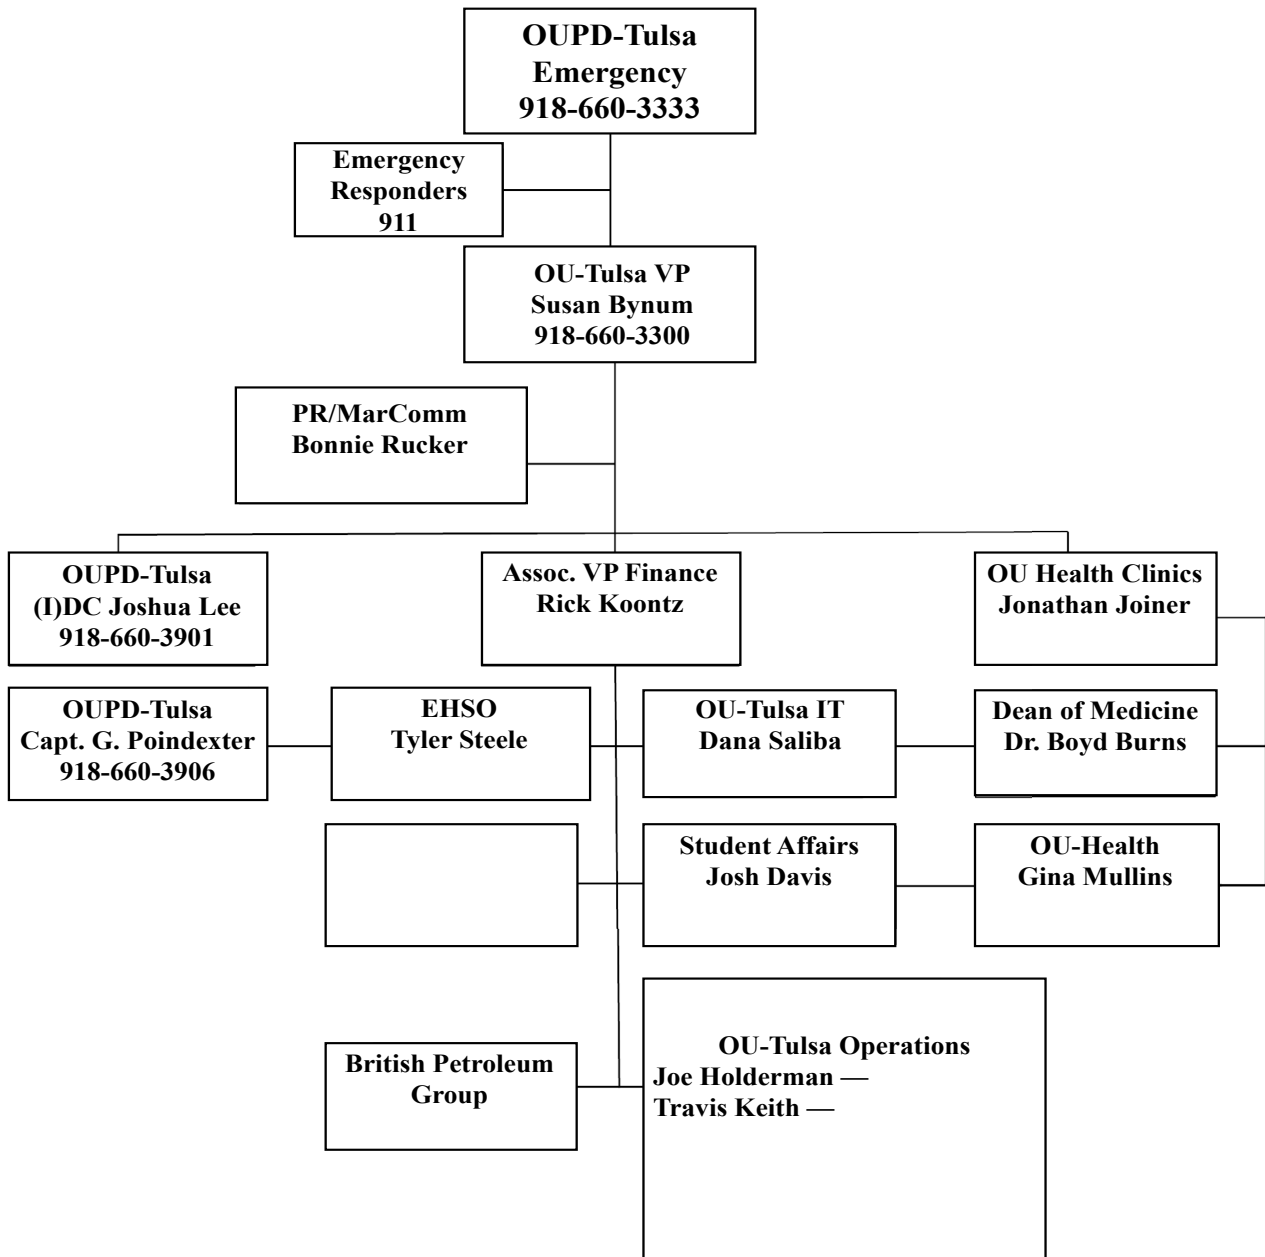 OUPD-Tulsa
Emergency
918-660-3333
Emergency
Responders
911
OU-Tulsa VP
Susan Bynum
918-660-3300
PR/MarComm
Bonnie Rucker
OUPD-Tulsa
(I)DC Joshua Lee
918-660-3901
Assoc. VP Finance
Rick Koontz
OU Health Clinics
Jonathan Joiner
OUPD-Tulsa
Capt. G. Poindexter
918-660-3906
EHSO
Tyler Steele
OU-Tulsa IT
Dana Saliba
Dean of Medicine
Dr. Boyd Burns
Student Affairs
Josh Davis
OU-Health
Gina Mullins
British Petroleum
Group
OU-Tulsa Operations
Joe Holderman —
Travis Keith —